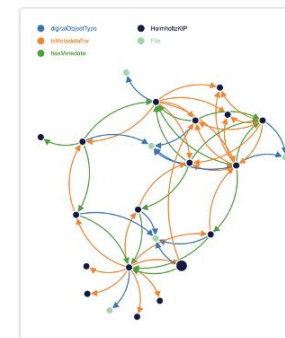 digitalObjectType
HelmholtzKIP
isMetadataFor
File
hasMetadata